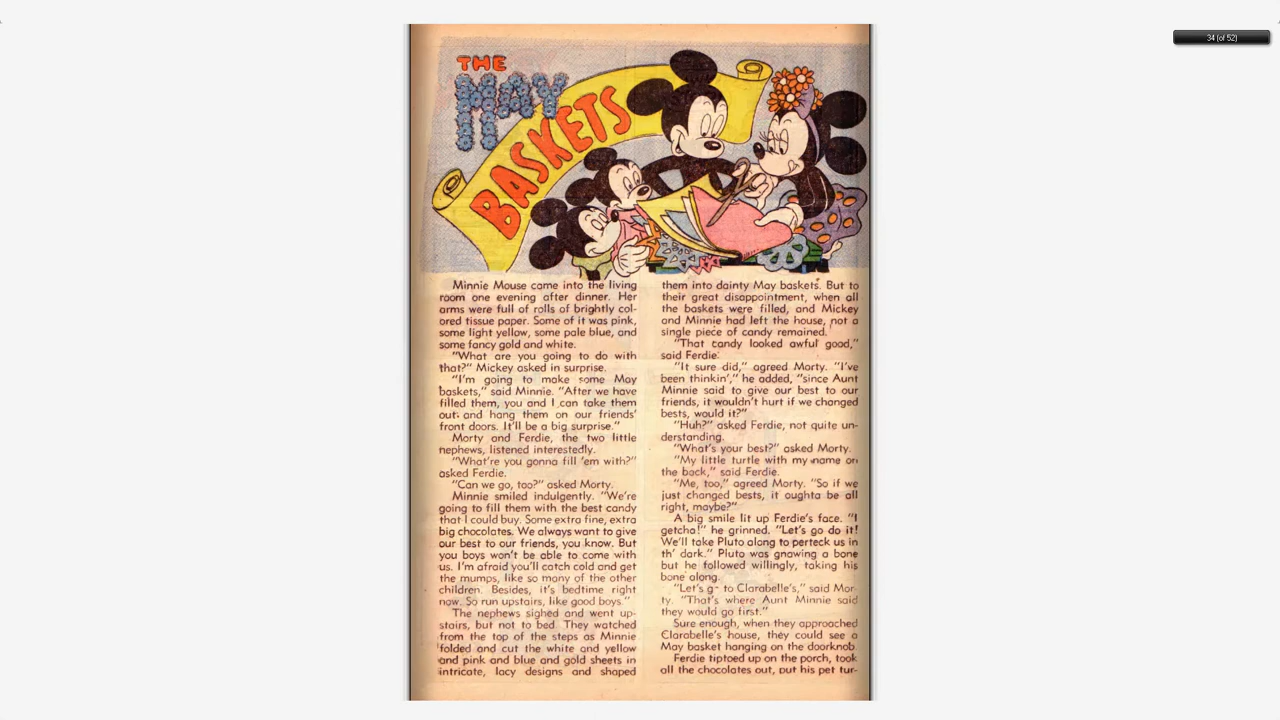 34 (of 52)
THE
MAY
BASKETS
Minnie Mouse came into the living
room one evening after dinner. Her
arms were full of rolls of brightly col-
ored tissue paper. Some of it was pink,
some light yellow, some pale blue, and
some fancy gold and white.
"What are you going to do with
that?" Mickey asked in surprise.
"I'm going to make some May
baskets," said Minnie. "After we have
filled them, you and I can take them
out and hang them on our friends'
front doors. It'll be a big surprise."
Morty and Ferdie, the two little
nephews, listened interestedly.
"What're you gonna fill 'em with?"
asked Ferdie.
"Can we go, too?" asked Morty.
Minnie smiled indulgently. "We're
going to fill them with the best candy
that I could buy. Some extra fine, extra
big chocolates. We always want to give
our best to our friends, you know. But
you boys won't be able to come with
us. I'm afraid you'll catch cold and get
the mumps, like so many of the other
children. Besides, it's bedtime right
now. So run upstairs, like good boys."
The nephews sighed and went up-
stairs, but not to bed. They watched
from the top of the steps as Minnie
folded and cut the white and yellow
and pink and blue and gold sheets in
intricate, lacy designs and shaped
them into dainty May baskets. But to
their great disappointment, when all
the baskets were filled, and Mickey
and Minnie had left the house, not a
single piece of candy remained.
"That candy looked awful good,"
said Ferdie.
"It sure did," agreed Morty. "I've
been thinkin'," he added, "since Aunt
Minnie said to give our best to our
friends, it wouldn't hurt if we changed
bests, would it?"
"Huh?" asked Ferdie, not quite un-
derstanding.
"What's your best?" asked Morty.
"My little turtle with my name on
the back," said Ferdie.
"Me, too," agreed Morty. "So if we
just changed bests, it oughta be all
right, maybe?"
A big smile lit up Ferdie's face. "I
getcha!" he grinned. "Let's go do it!
We'll take Pluto along to perteck us in
th' dark." Pluto was gnawing a bone
but he followed willingly, taking his
bone along.
"Let's go to Clarabelle's," said Mor-
ty. "That's where Aunt Minnie said
they would go first."
Sure enough, when they approached
Clarabelle's house, they could see a
May basket hanging on the doorknob.
Ferdie tiptoed up on the porch, took
all the chocolates out, put his pet tur-